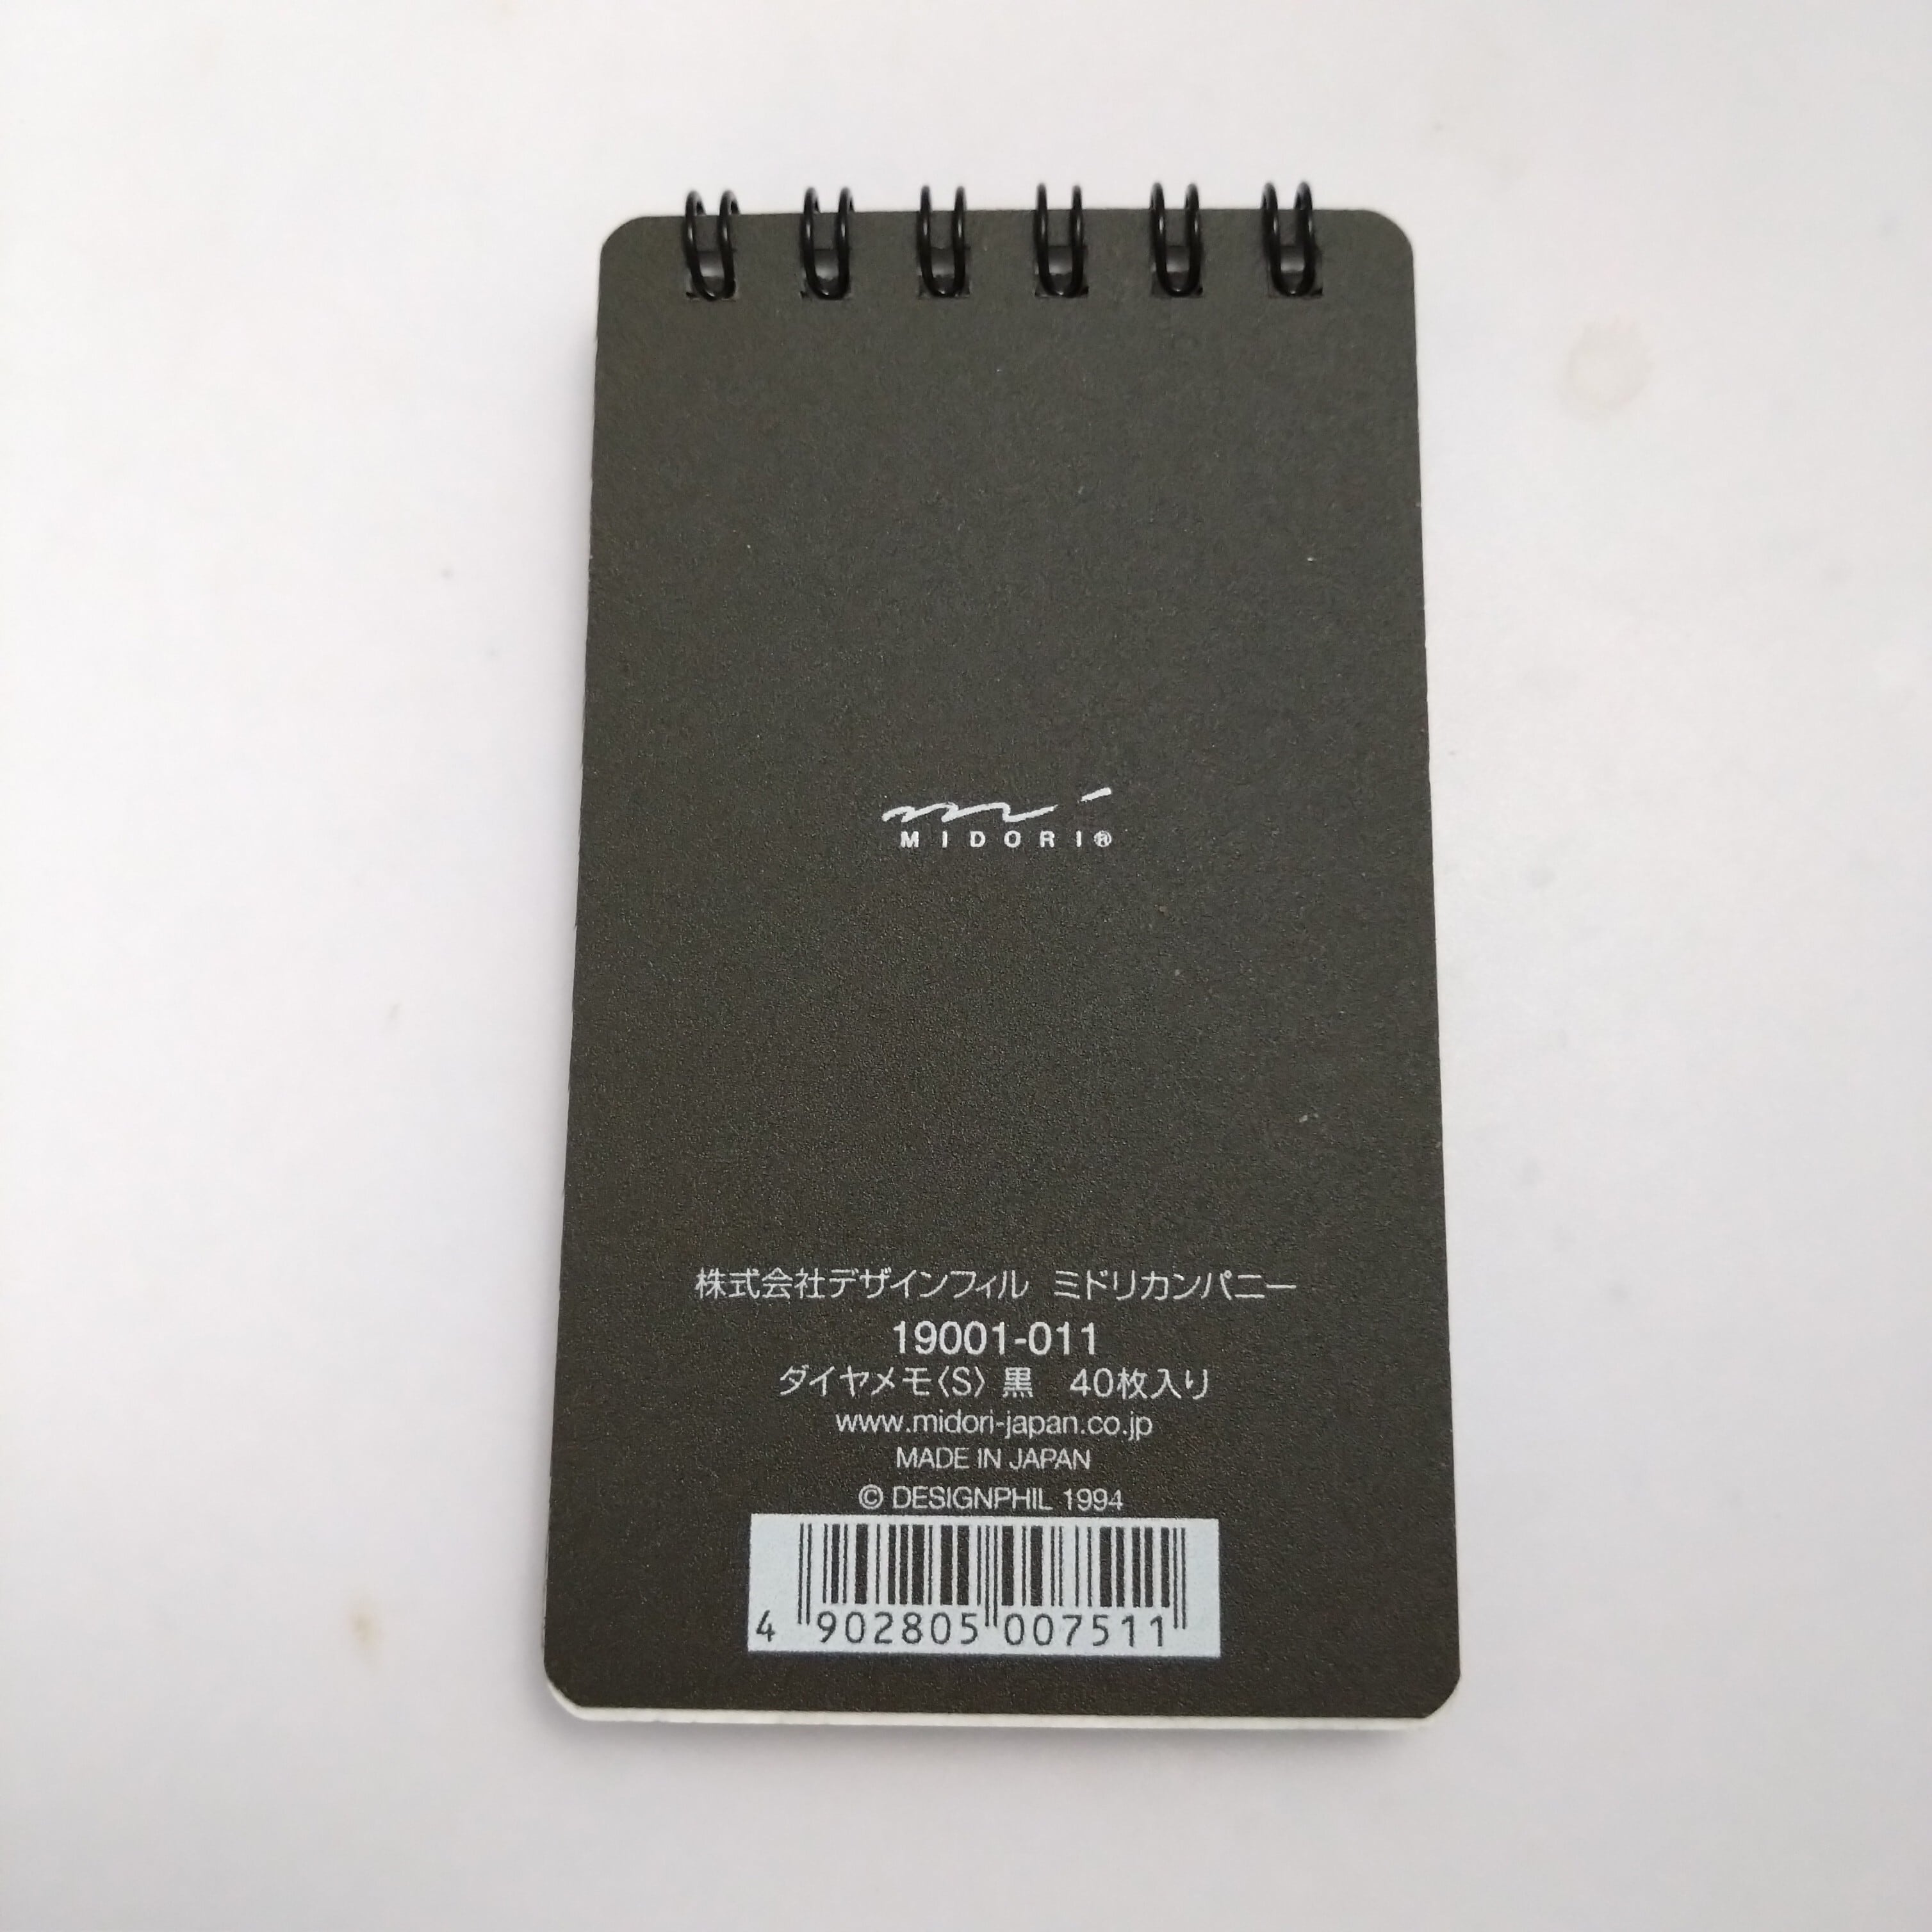 mí
MIDORI®
株式会社デザインフィル ミドリカンパニー
19001-011
ダイヤメモ〈S〉黒 40枚入り
www.midori-japan.co.jp
MADE IN JAPAN
© DESIGNPHIL 1994
4 902805 007511